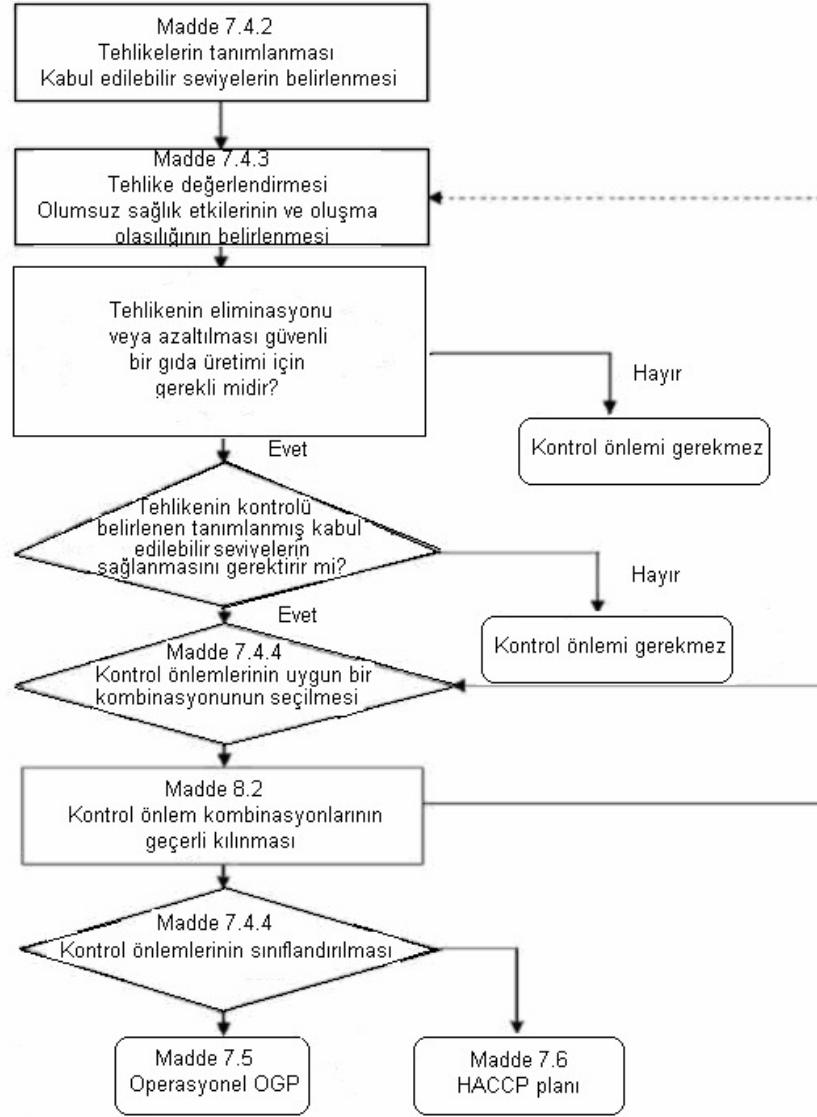 Madde 7.4.2
Tehlikelerin tanımlanması
Kabul edilebilir seviyelerin belirlenmesi
Madde 7.4.3
Tehlike değerlendirmesi
Olumsuz sağlık etkilerinin ve oluşma
olasılığının belirlenmesi
Tehlikenin eliminasyonu
veya azaltılması güvenli
bir gıda üretimi için
gerekli midir?
Hayır
Kontrol önlemi gerekmez
Evet
Tehlikenin kontrolü
belirlenen tanımlanmış kabul
edilebilir seviyelerin
sağlanmasını gerektirir mi?
Hayır
Kontrol önlemi gerekmez
Evet
Madde 7.4.4
Kontrol önlemlerinin uygun bir
kombinasyonunun seçilmesi
Madde 8.2
Kontrol önlem kombinasyonlarının
geçerli kılınması
Madde 7.4.4
Kontrol önlemlerinin sınıflandırılması
Madde 7.5
Operasyonel OGP
Madde 7.6
HACCP planı